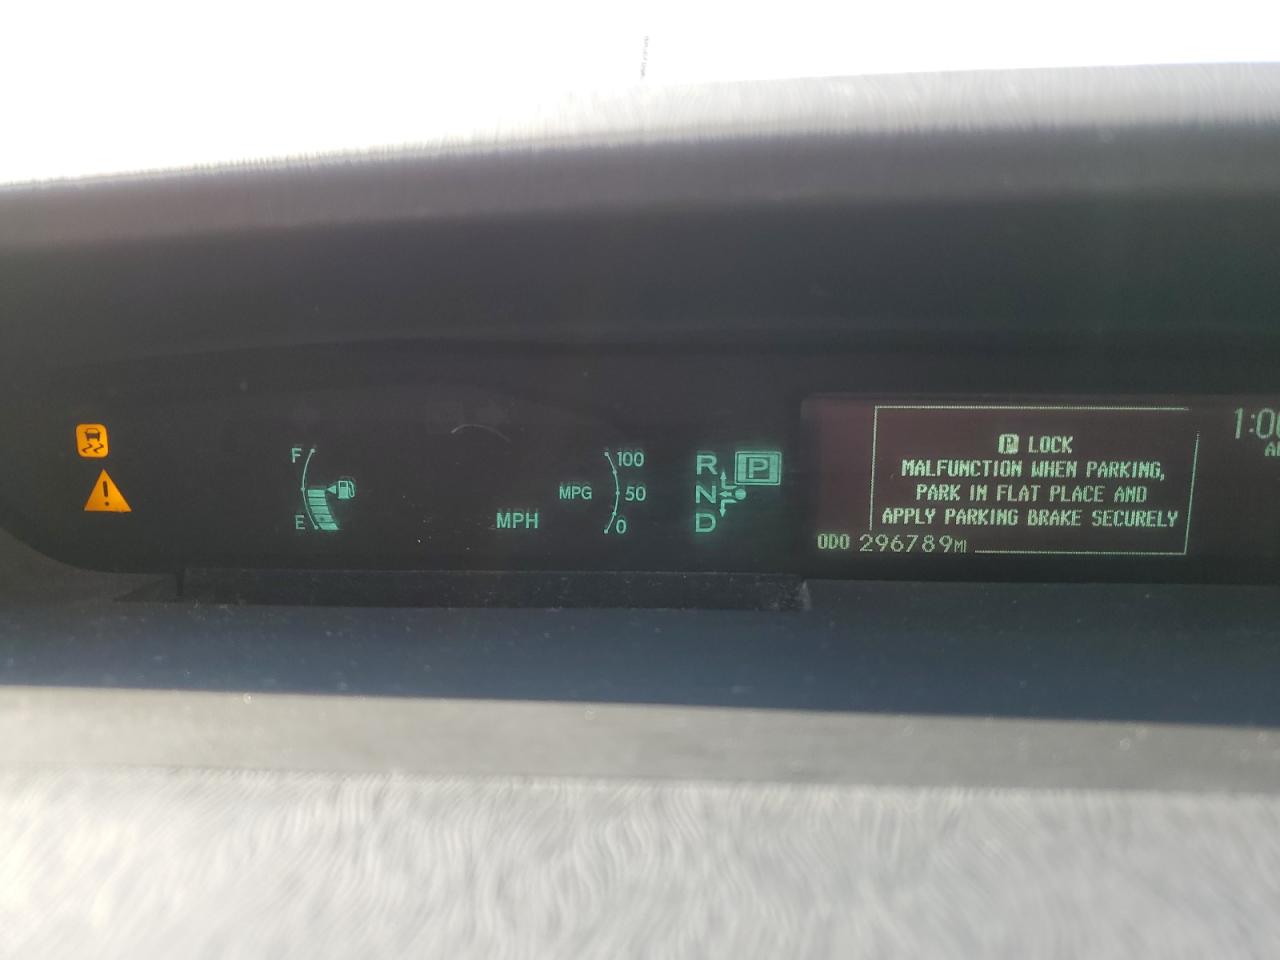 F
E
MPH
MPG
100
50
0
R
N
D
P
P LOCK
MALFUNCTION WHEN PARKING,
PARK IN FLAT PLACE AND
APPLY PARKING BRAKE SECURELY
ODO 296789MI